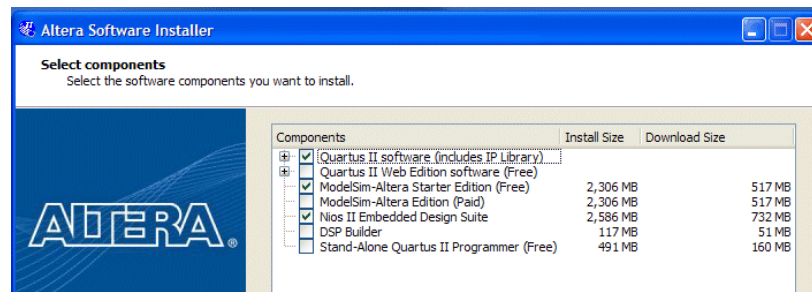 Altera Software Installer
Select components
Select the software components you want to install.
Components Install Size Download Size
Quartus II software (includes IP Library)
Quartus II Web Edition software (Free)
ModelSim-Altera Starter Edition (Free) 2,306 MB 517 MB
ModelSim-Altera Edition (Paid) 2,306 MB 517 MB
Nios II Embedded Design Suite 2,586 MB 732 MB
DSP Builder 117 MB 51 MB
Stand-Alone Quartus II Programmer (Free) 491 MB 160 MB
ALTERA®